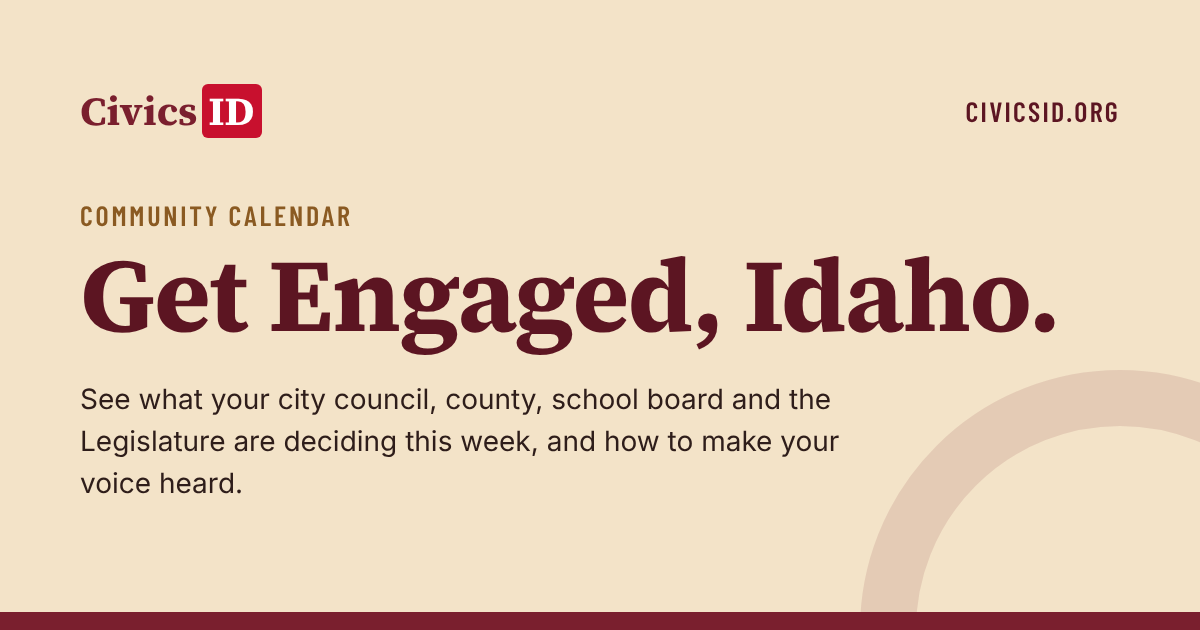 Civics ID
CIVICSID.ORG
COMMUNITY CALENDAR
Get Engaged, Idaho.
See what your city council, county, school board and the
Legislature are deciding this week, and how to make your
voice heard.